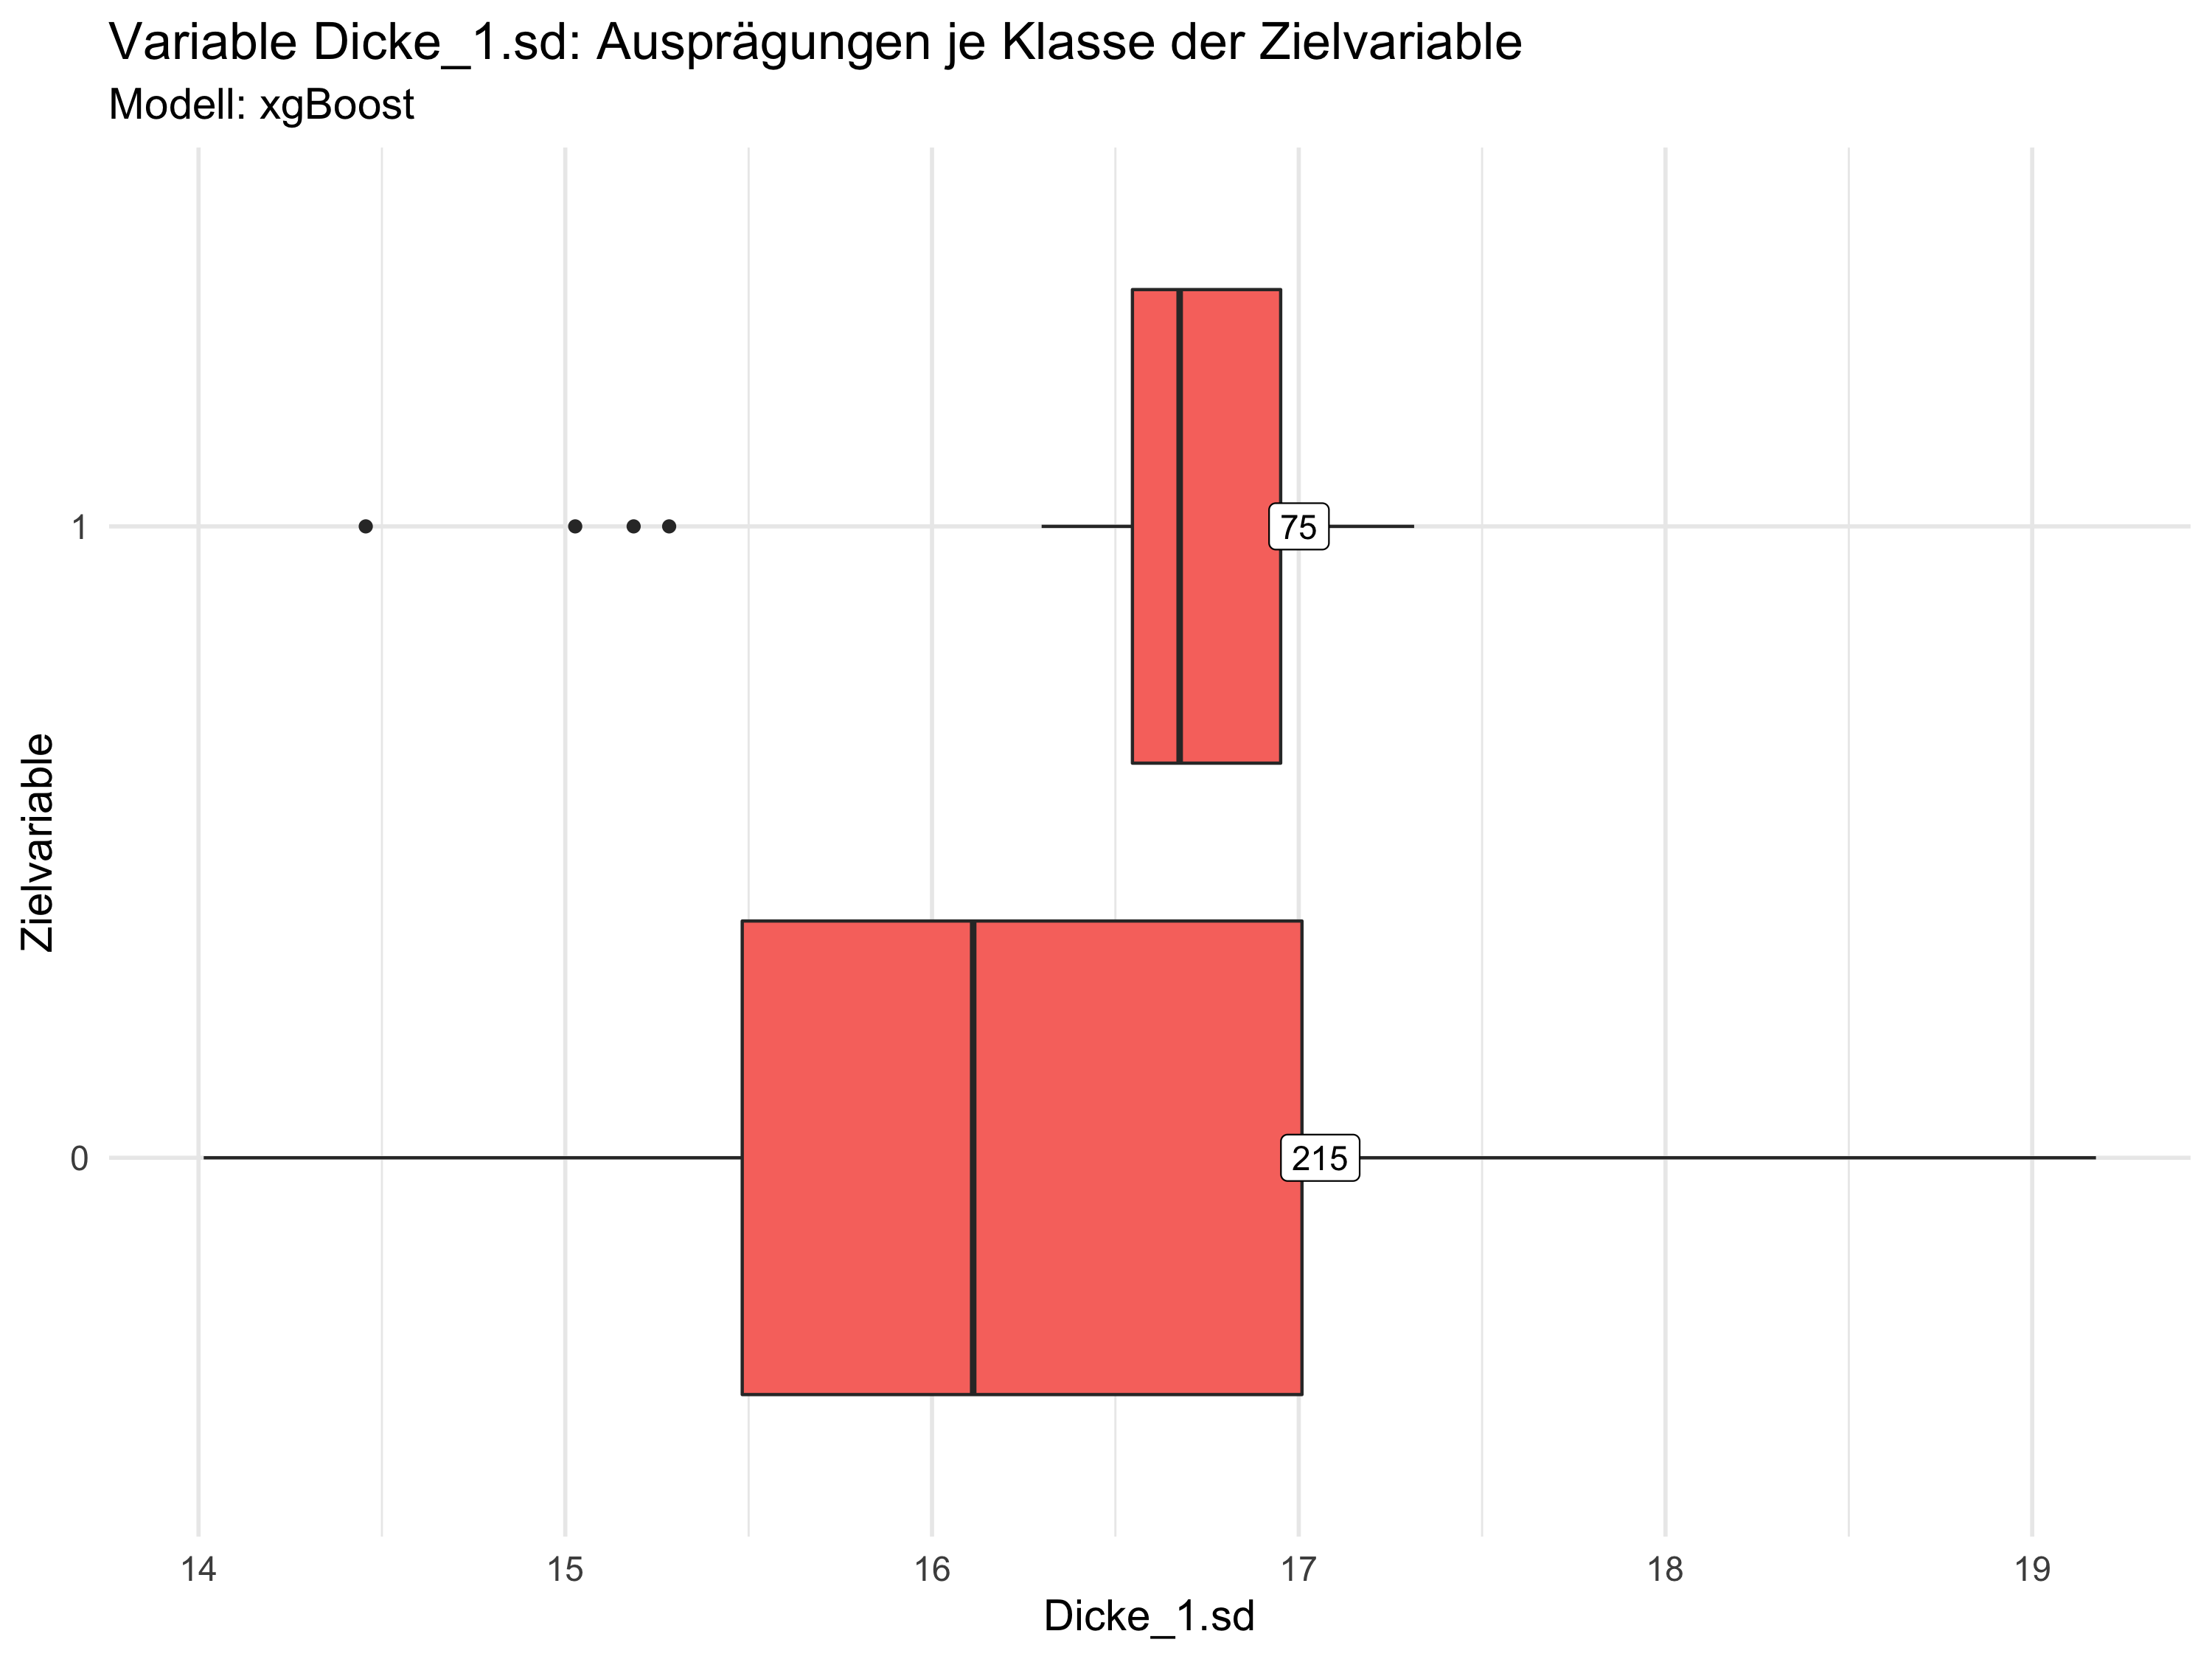 Variable Dicke_1.sd: Ausprägungen je Klasse der Zielvariable
Modell: xgBoost
Zielvariable
1
75
0
215
14 15 16 17 18 19
Dicke_1.sd